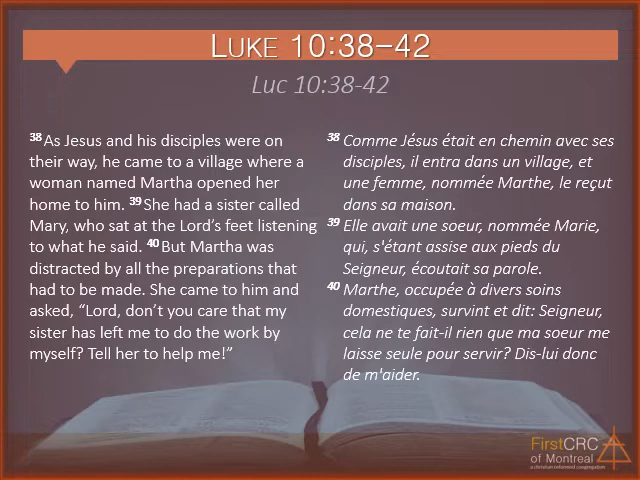 LUKE 10:38-42
Luc 10:38-42
38 As Jesus and his disciples were on
their way, he came to a village where a
woman named Martha opened her
home to him. 39 She had a sister called
Mary, who sat at the Lord’s feet listening
to what he said. 40 But Martha was
distracted by all the preparations that
had to be made. She came to him and
asked, “Lord, don’t you care that my
sister has left me to do the work by
myself? Tell her to help me!”
38 Comme Jésus était en chemin avec ses
disciples, il entra dans un village, et
une femme, nommée Marthe, le reçut
dans sa maison.
39 Elle avait une soeur, nommée Marie,
qui, s'étant assise aux pieds du
Seigneur, écoutait sa parole.
40 Marthe, occupée à divers soins
domestiques, survint et dit: Seigneur,
cela ne te fait-il rien que ma soeur me
laisse seule pour servir? Dis-lui donc
de m'aider.
FirstCRC
of Montreal
a christian reformed congregation